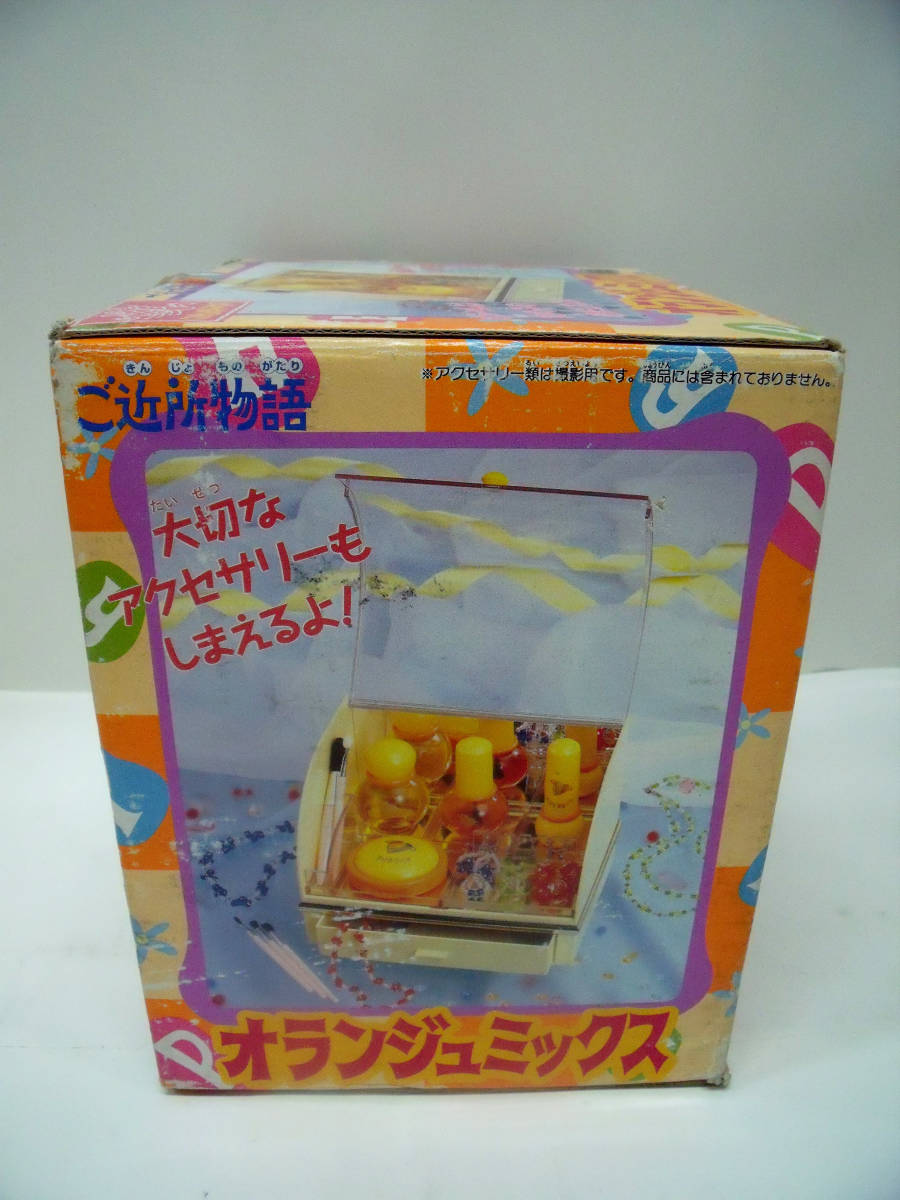 きんじょものがたり
ご近所物語
※アクセサリー類は撮影用です。商品には含まれておりません。
たいせつ
大切な
アクセサリーも
しまえるよ!
オランジュミックス